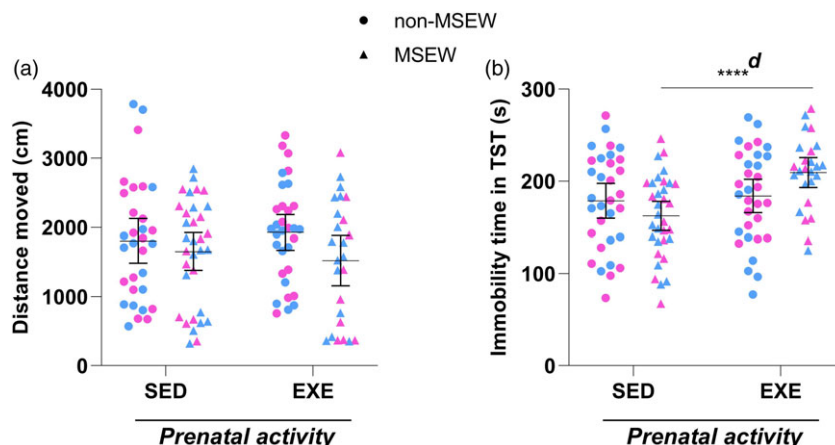 non-MSEW
MSEW
(a)
Distance moved (cm)
4000
3000
2000
1000
0
SED
EXE
Prenatal activity
(b)
****d
Immobility time in TST (s)
300
200
100
0
SED
EXE
Prenatal activity